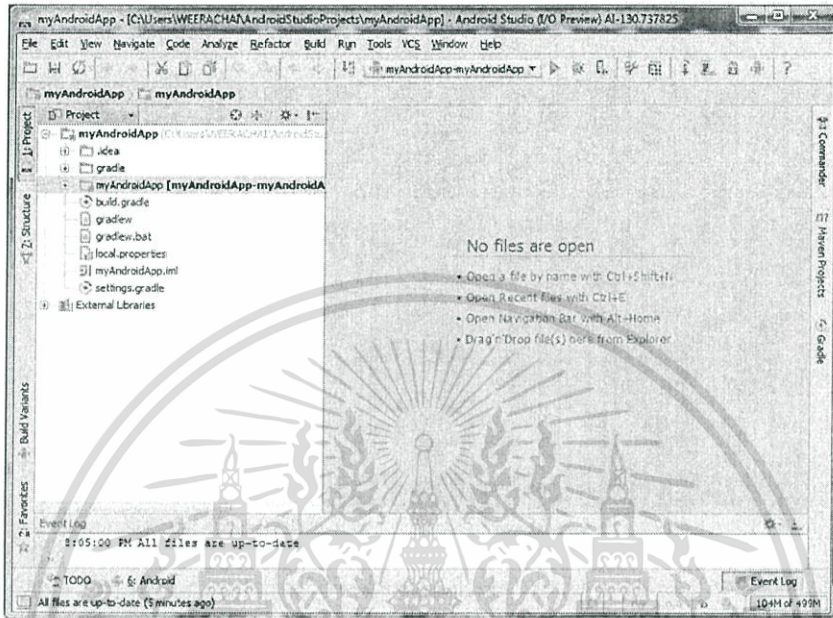 myAndroidApp - [C:\Users\WEERACHAI\AndroidStudioProjects\myAndroidApp] - Android Studio (I/O Preview) AI-130.737825
File Edit View Navigate Code Analyze Refactor Build Run Tools VCS Window Help
myAndroidApp-myAndroidApp
myAndroidApp myAndroidApp
1: Project
Z: Structure
Build Variants
2: Favorites
Project
myAndroidApp (C:\Users\WEERACHAI\AndroidStu
.idea
gradle
myAndroidApp [myAndroidApp-myAndroidA
build.gradle
gradlew
gradlew.bat
local.properties
myAndroidApp.iml
settings.gradle
External Libraries
No files are open
• Open a file by name with Ctrl+Shift+N
• Open Recent files with Ctrl+E
• Open Navigation Bar with Alt+Home
• Drag'n'Drop file(s) here from Explorer
Commander
Maven Projects
Gradle
Event Log
8:05:00 PM All files are up-to-date
TODO 6: Android Event Log
All files are up-to-date (5 minutes ago) 104M of 499M